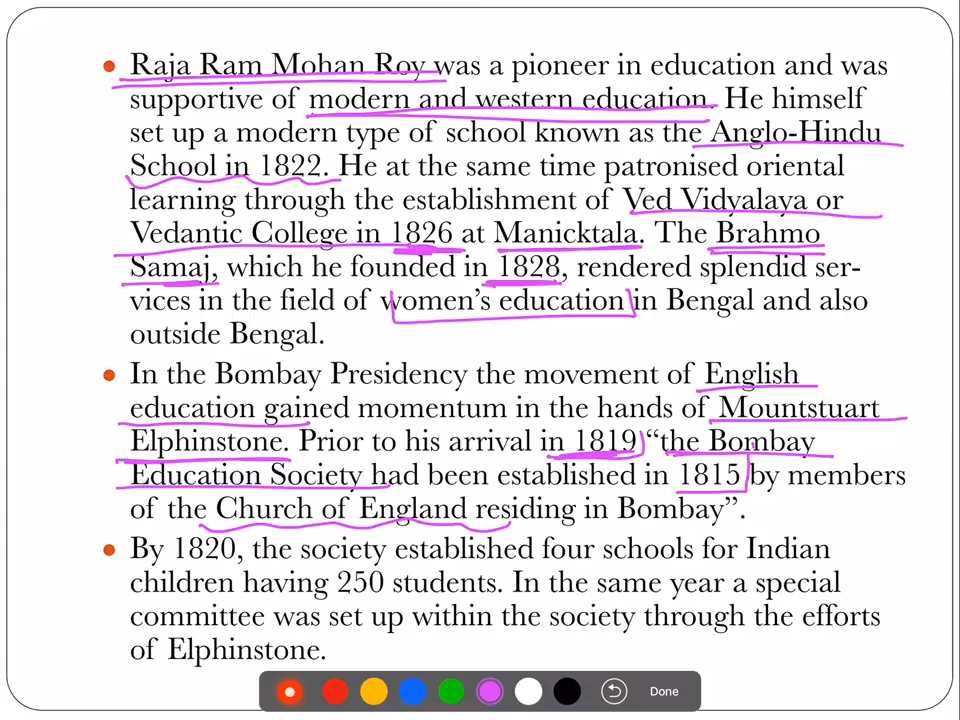 • Raja Ram Mohan Roy was a pioneer in education and was
supportive of modern and western education. He himself
set up a modern type of school known as the Anglo-Hindu
School in 1822. He at the same time patronised oriental
learning through the establishment of Ved Vidyalaya or
Vedantic College in 1826 at Manicktala. The Brahmo
Samaj, which he founded in 1828, rendered splendid ser-
vices in the field of women's education in Bengal and also
outside Bengal.
• In the Bombay Presidency the movement of English
education gained momentum in the hands of Mountstuart
Elphinstone. Prior to his arrival in 1819 “the Bombay
Education Society had been established in 1815 by members
of the Church of England residing in Bombay”.
• By 1820, the society established four schools for Indian
children having 250 students. In the same year a special
committee was set up within the society through the efforts
of Elphinstone.
Done